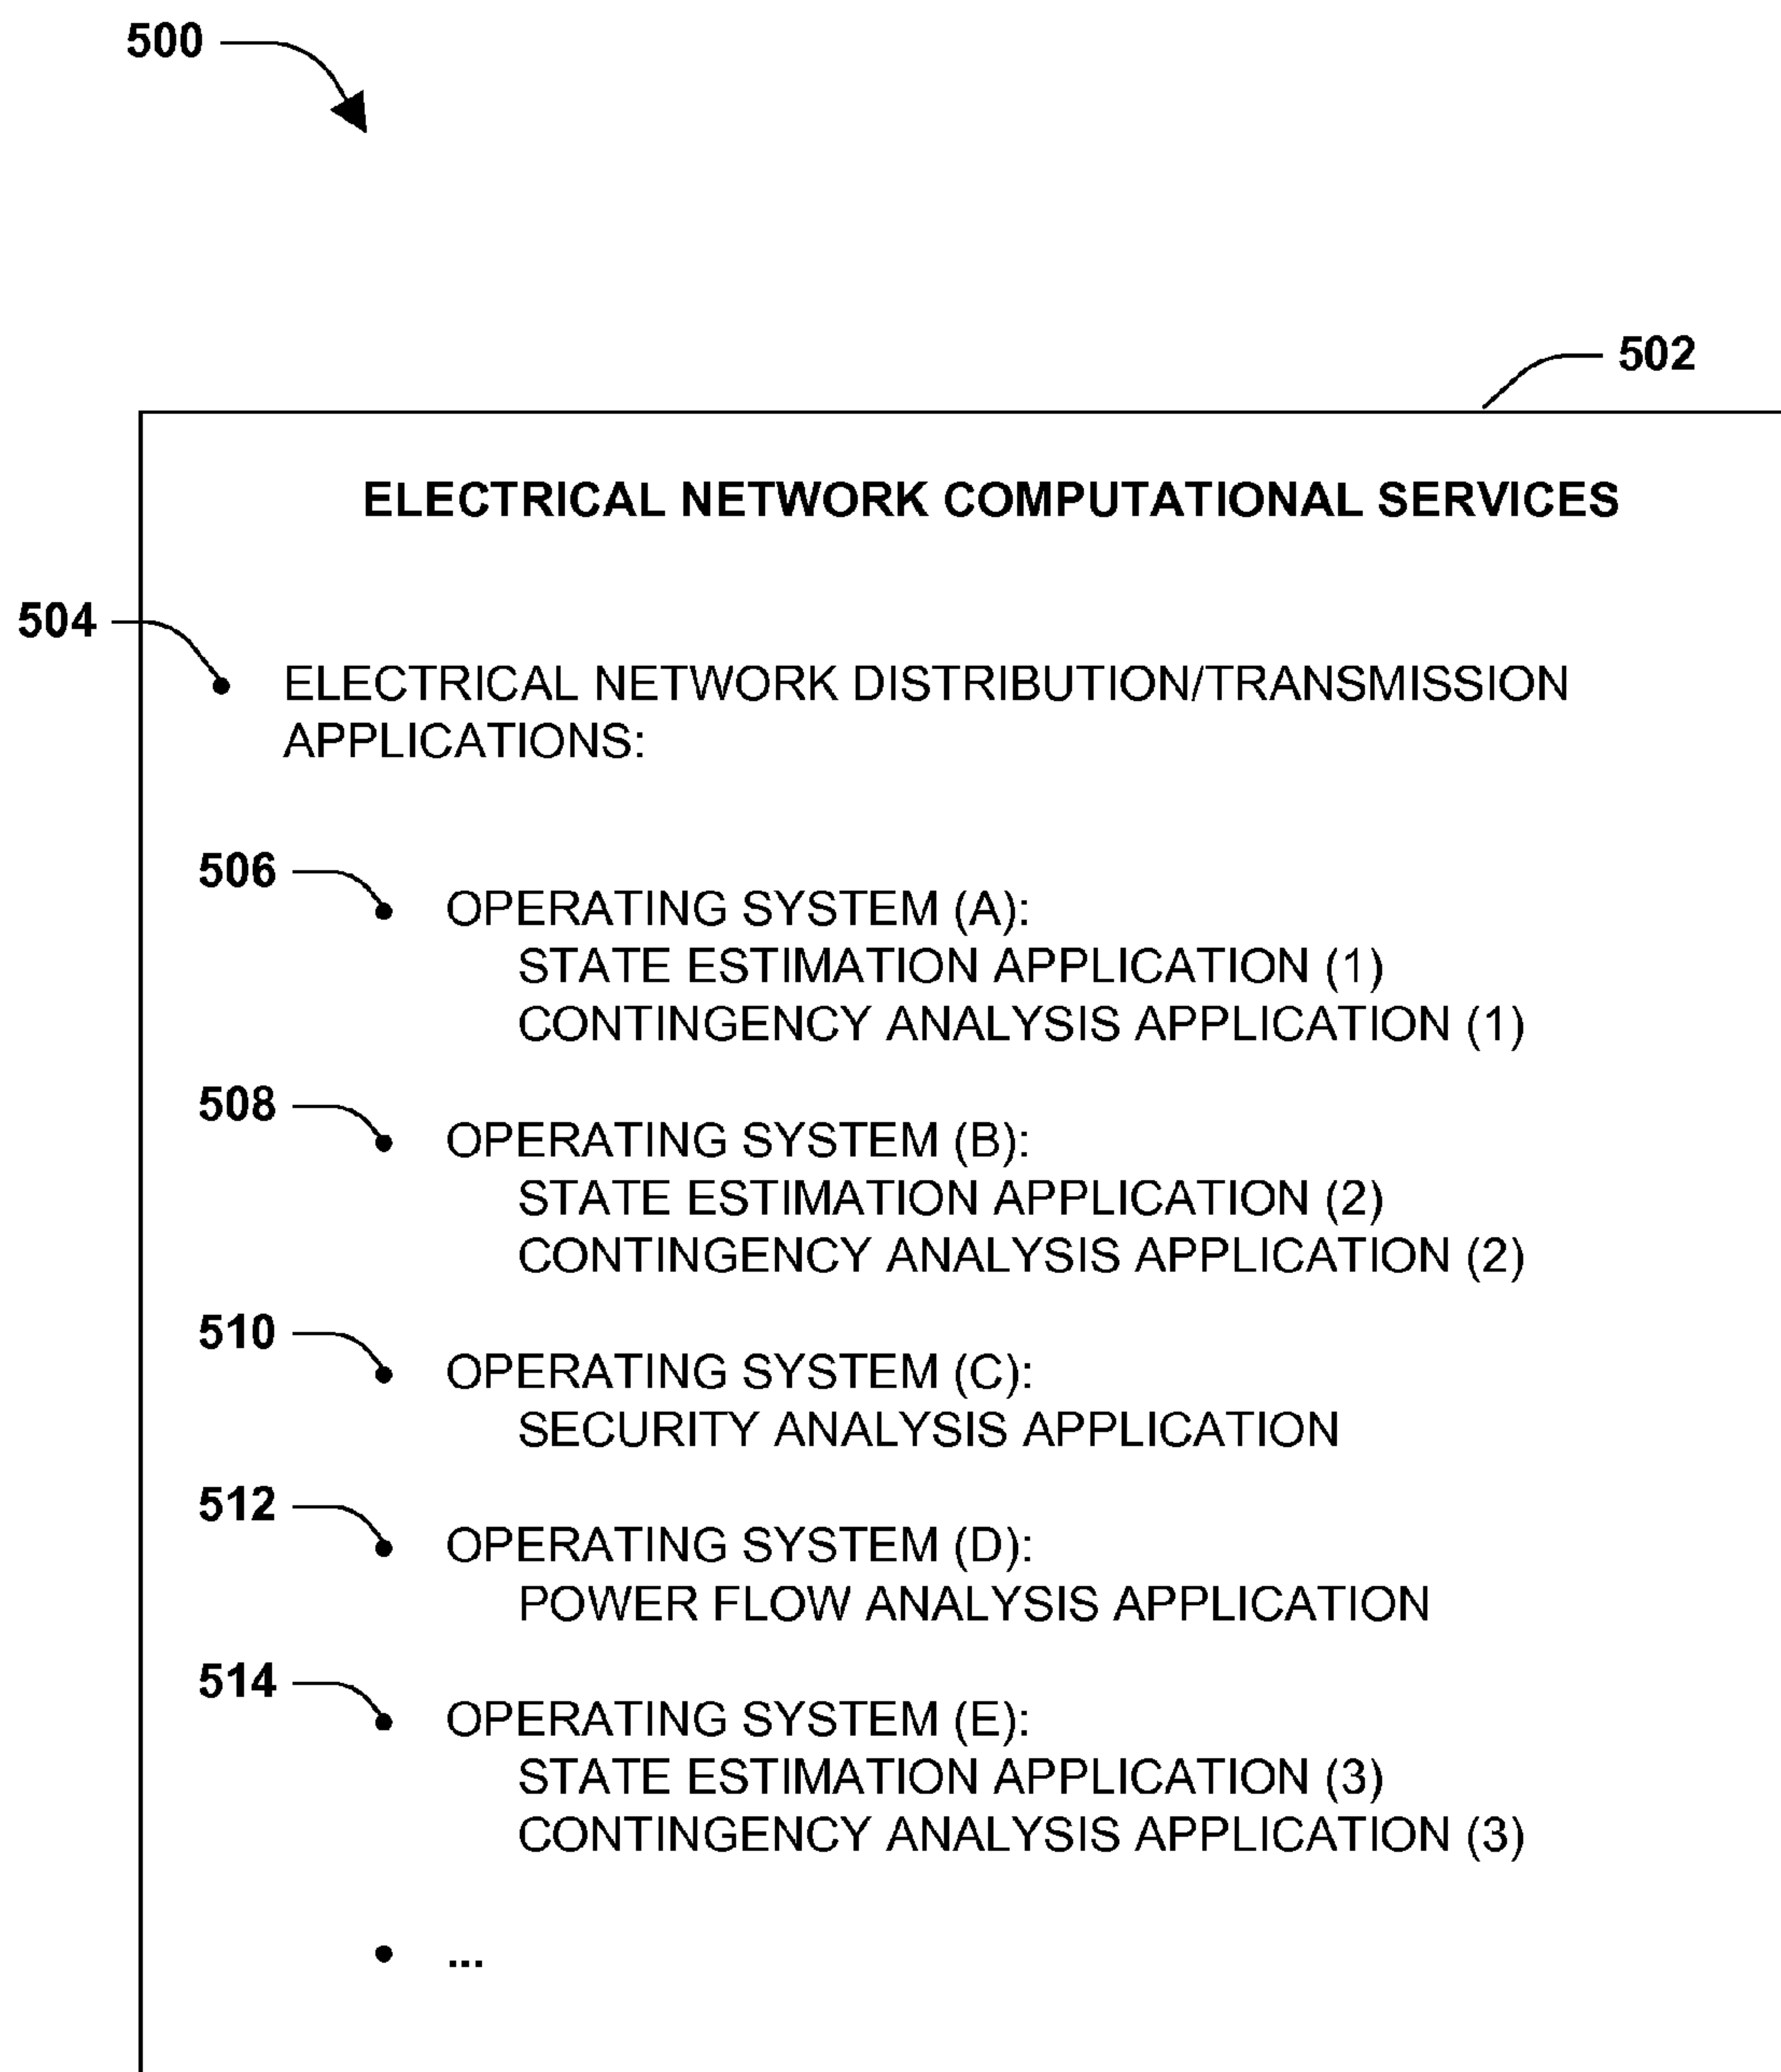 500
502
ELECTRICAL NETWORK COMPUTATIONAL SERVICES
504
• ELECTRICAL NETWORK DISTRIBUTION/TRANSMISSION
APPLICATIONS:
506
• OPERATING SYSTEM (A):
STATE ESTIMATION APPLICATION (1)
CONTINGENCY ANALYSIS APPLICATION (1)
508
• OPERATING SYSTEM (B):
STATE ESTIMATION APPLICATION (2)
CONTINGENCY ANALYSIS APPLICATION (2)
510
• OPERATING SYSTEM (C):
SECURITY ANALYSIS APPLICATION
512
• OPERATING SYSTEM (D):
POWER FLOW ANALYSIS APPLICATION
514
• OPERATING SYSTEM (E):
STATE ESTIMATION APPLICATION (3)
CONTINGENCY ANALYSIS APPLICATION (3)
• ...